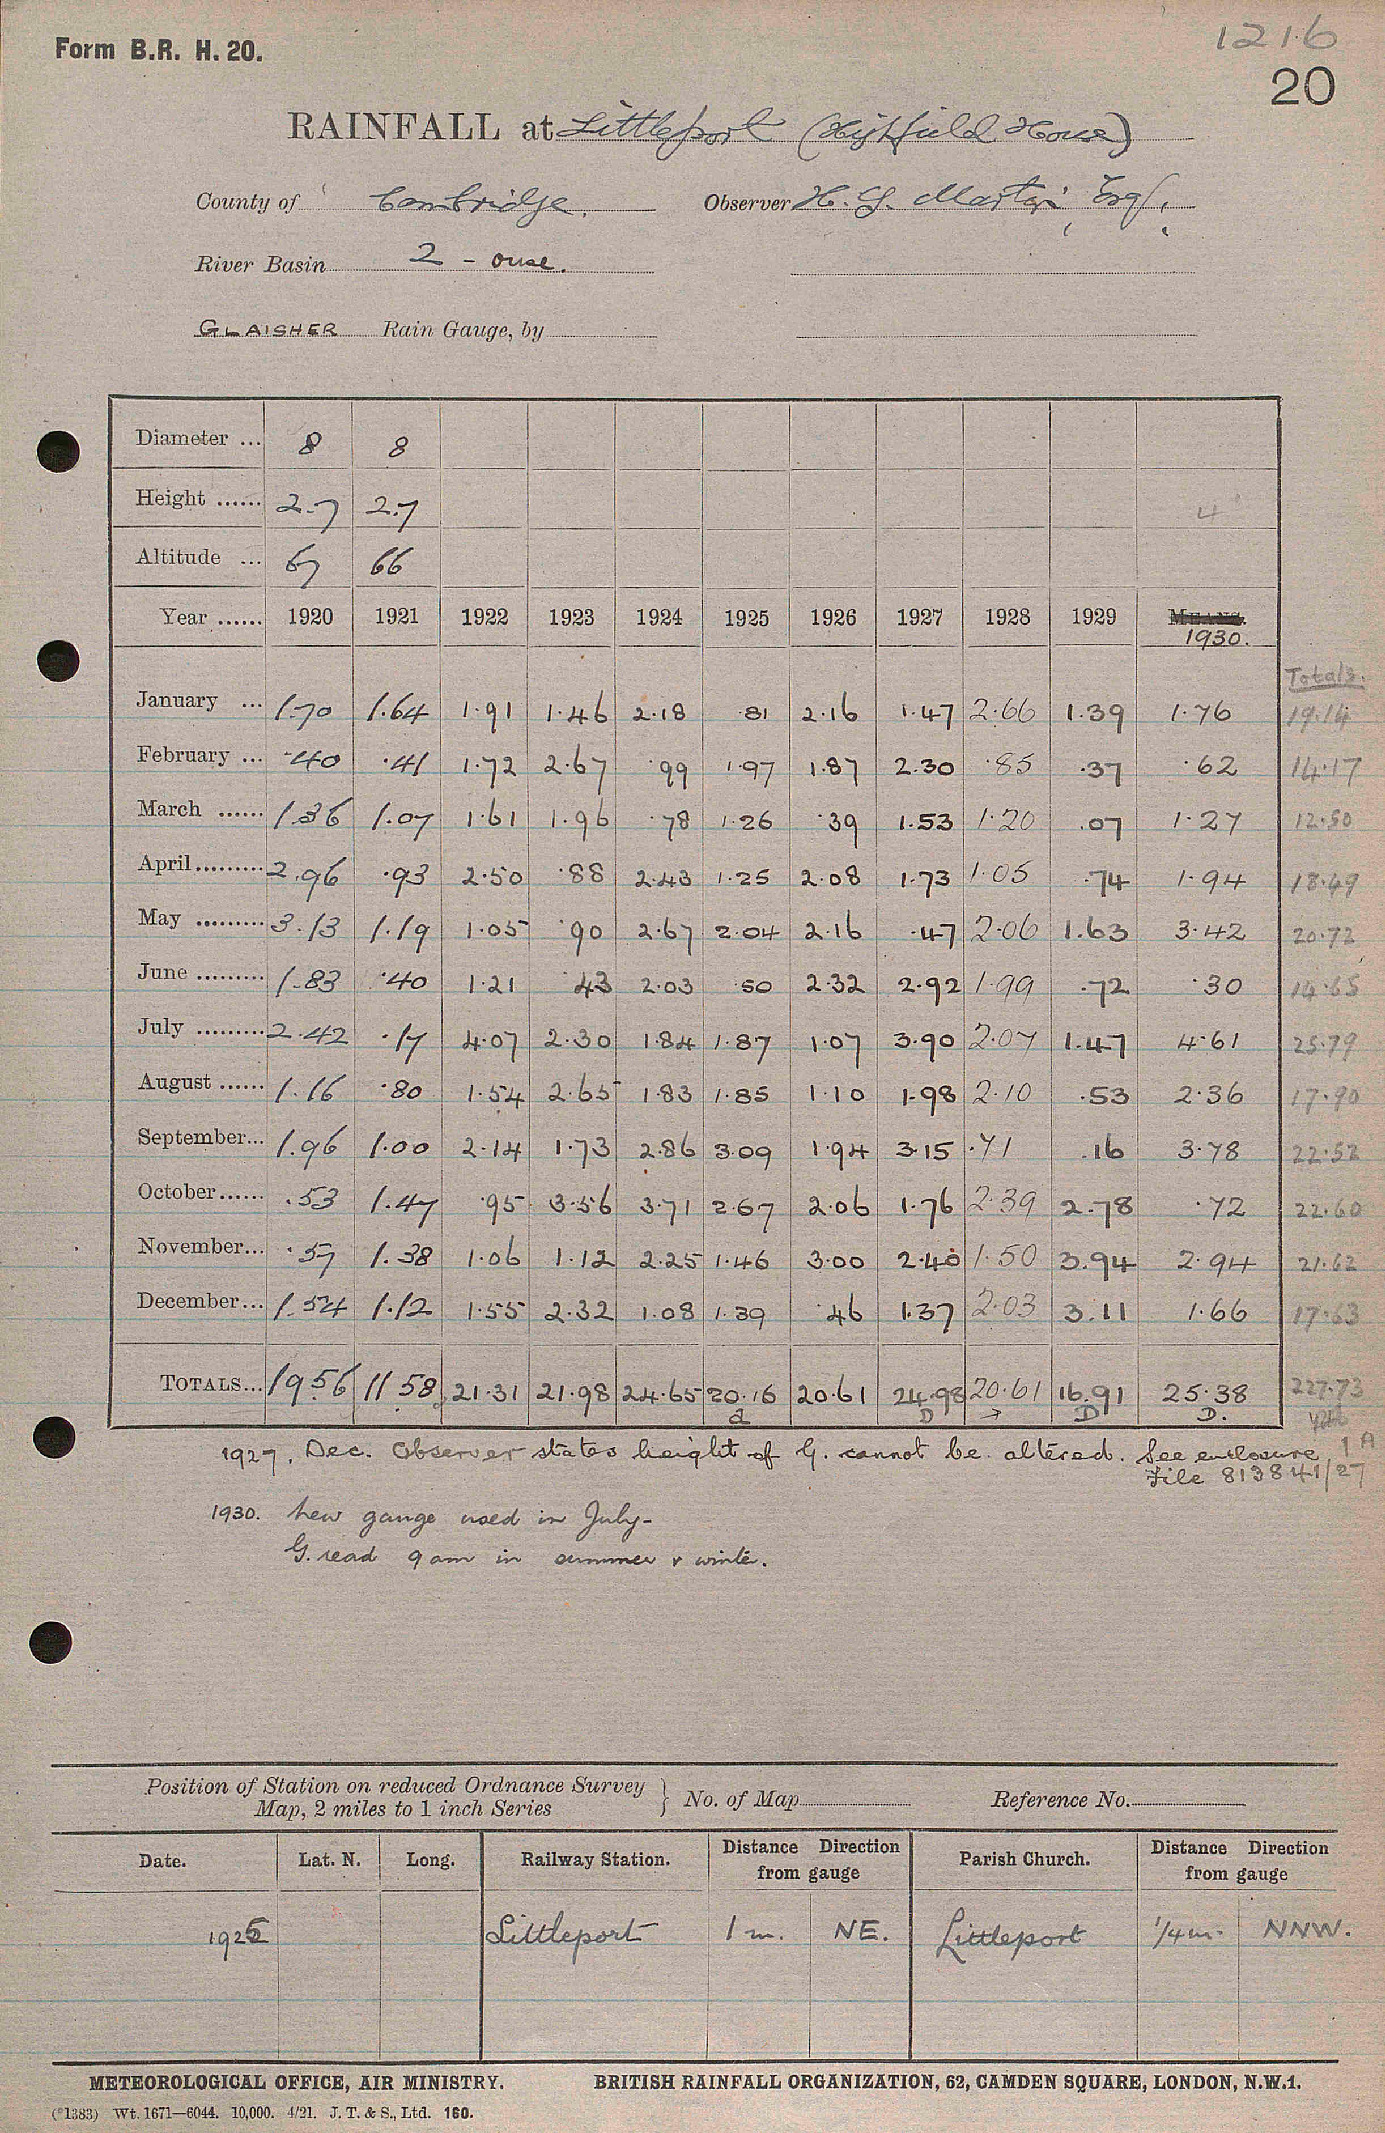 Form B.R. H. 20.
1216
20
RAINFALL at Littleport (Highfield House)
County of Cambridge. Observer H. G. Martin, Esq.,
River Basin 2 - ouse.
GLAISHER Rain Gauge, by
Diameter ... 8 8
Height ...... 2.7 2.7 4
Altitude ... 67 66
Year ...... 1920 1921 1922 1923 1924 1925 1926 1927 1928 1929 MEANS. 1930.
Totals.
January ... 1.70 1.64 1.91 1.46 2.18 .81 2.16 1.47 2.66 1.39 1.76 19.14
February ... .40 .41 1.72 2.67 .99 1.97 1.87 2.30 .85 .37 .62 14.17
March ...... 1.36 1.07 1.61 1.96 .78 1.26 .39 1.53 1.20 .07 1.27 12.50
April ......... 2.96 .93 2.50 .88 2.43 1.25 2.08 1.73 1.05 .74 1.94 18.49
May ......... 3.13 1.19 1.05 .90 2.67 2.04 2.16 .47 2.06 1.63 3.42 20.72
June ......... 1.83 .40 1.21 .43 2.03 .50 2.32 2.92 1.99 .72 .30 14.65
July ......... 2.42 .17 4.07 2.30 1.84 1.87 1.07 3.90 2.07 1.47 4.61 25.79
August ...... 1.16 .80 1.54 2.65 1.83 1.85 1.10 1.98 2.10 .53 2.36 17.90
September... 1.96 1.00 2.14 1.73 2.86 3.09 1.94 3.15 .71 .16 3.78 22.52
October ...... .53 1.47 .95 3.56 3.71 2.67 2.06 1.76 2.39 2.78 .72 22.60
November... .57 1.38 1.06 1.12 2.25 1.46 3.00 2.40 1.50 3.94 2.94 21.62
December... 1.54 1.12 1.55 2.32 1.08 1.39 .46 1.37 2.03 3.11 1.66 17.63
TOTALS... 19.56 11.58 21.31 21.98 24.65 20.16 20.61 24.98 20.61 16.91 25.38 227.73
a D D D.
1927, Dec. Observer states height of G. cannot be altered. See enclosure 1A
File 813841/27
1930. New gauge used in July-
G. read 9am in summer & winter.
Position of Station on reduced Ordnance Survey
Map, 2 miles to 1 inch Series } No. of Map Reference No.
Date. Lat. N. Long. Railway Station. Distance Direction from gauge Parish Church. Distance Direction from gauge
1925 Littleport 1 m. NE. Littleport 1/4 m. NNW.
METEOROLOGICAL OFFICE, AIR MINISTRY. BRITISH RAINFALL ORGANIZATION, 62, CAMDEN SQUARE, LONDON, N.W.1.
(*1383) Wt. 1671—6044. 10,000. 4/21. J. T. & S., Ltd. 160.